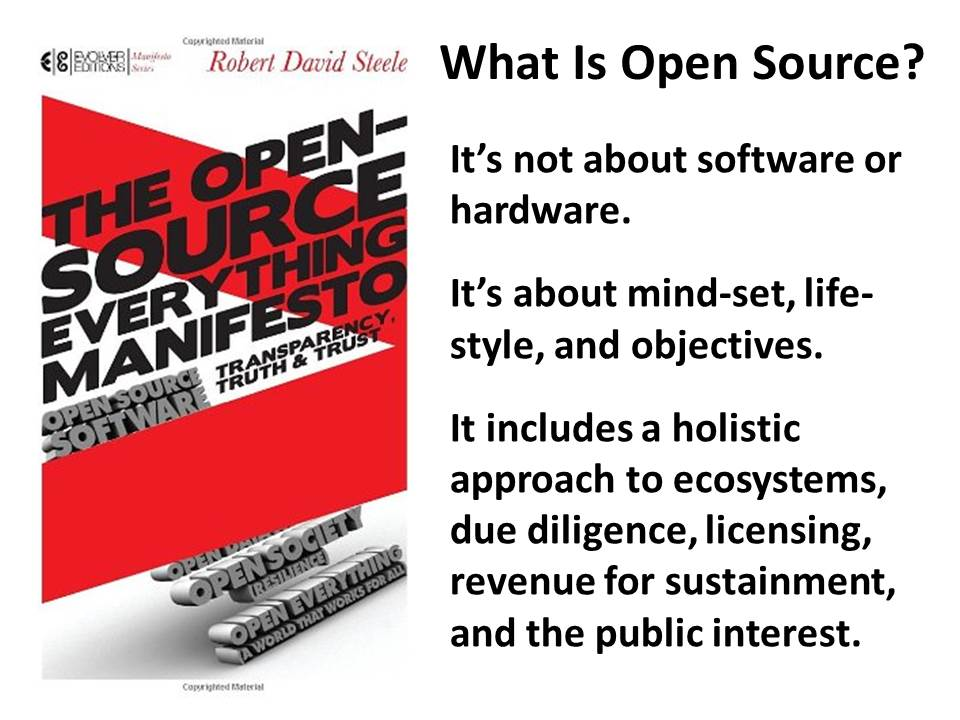 Copyrighted Material
EVOLVER EDITIONS Manifesto Series
Robert David Steele
THE OPEN-
SOURCE
EVERYTHING
MANIFESTO
TRANSPARENCY,
TRUTH & TRUST
OPEN SOURCE
SOFTWARE
OPEN
OPEN SOCIETY
(RESILIENCE)
OPEN EVERYTHING
(A WORLD THAT WORKS FOR ALL
Copyrighted Material
What Is Open Source?
It’s not about software or
hardware.
It’s about mind-set, life-
style, and objectives.
It includes a holistic
approach to ecosystems,
due diligence, licensing,
revenue for sustainment,
and the public interest.